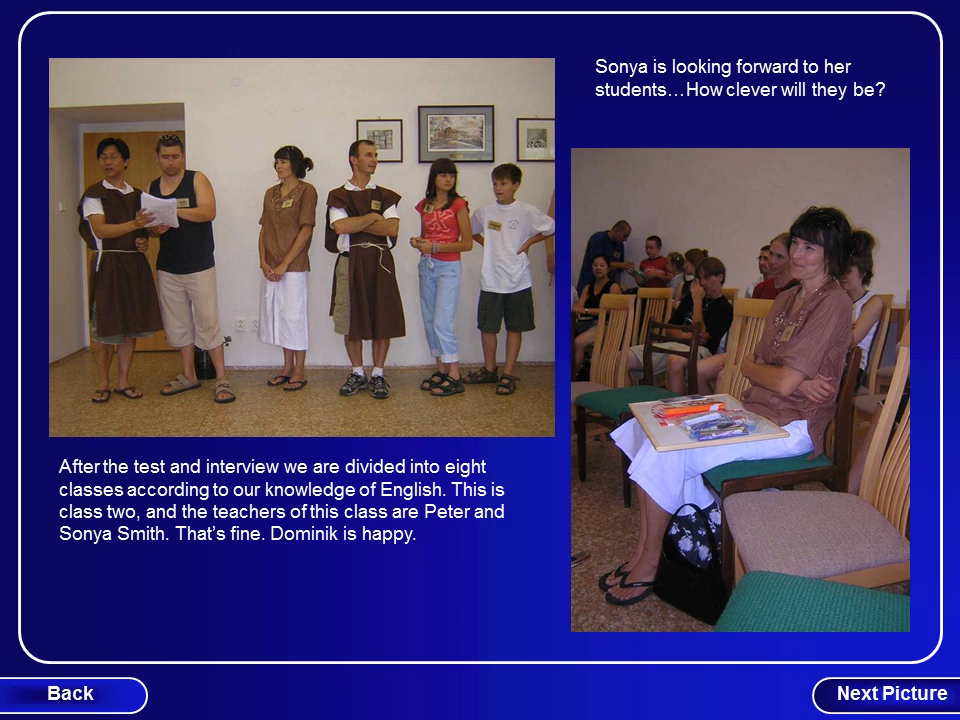 Sonya is looking forward to her
students…How clever will they be?
After the test and interview we are divided into eight
classes according to our knowledge of English. This is
class two, and the teachers of this class are Peter and
Sonya Smith. That’s fine. Dominik is happy.
Back
Next Picture